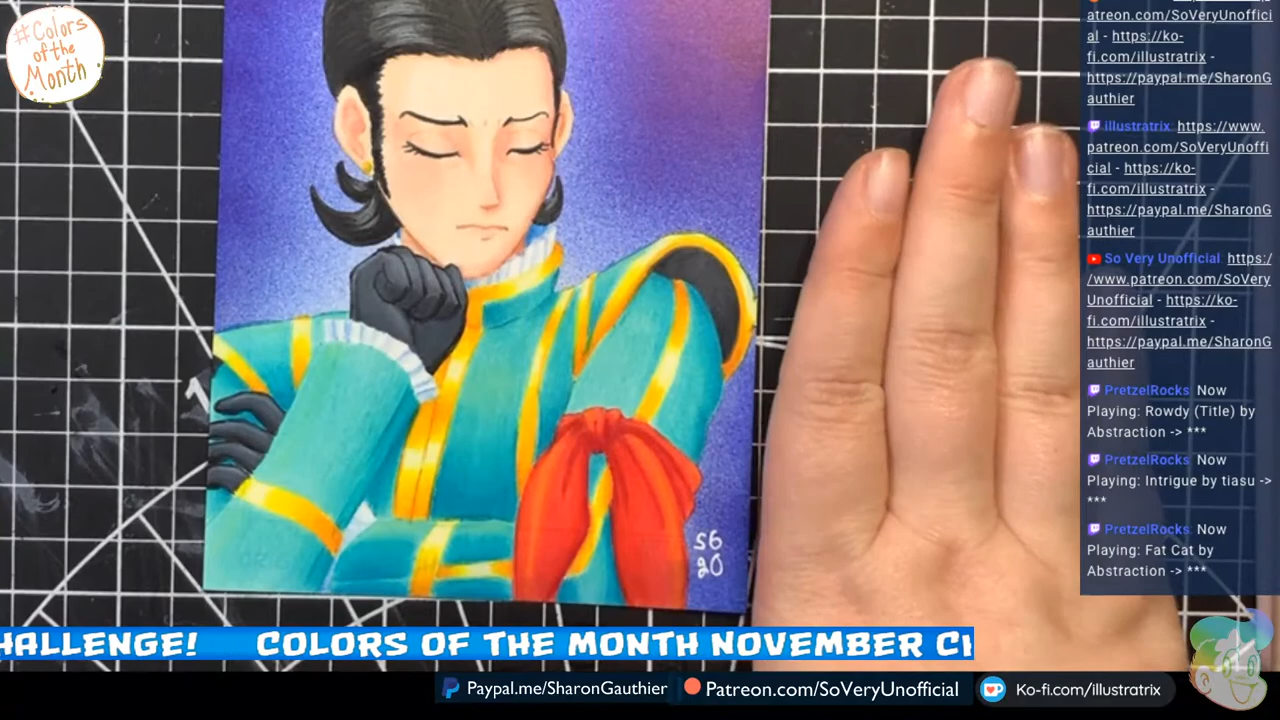 #Colors
of the
Month
patreon.com/SoVeryUnoffici
al - https://ko-
fi.com/illustratrix -
https://paypal.me/SharonG
authier
illustratrix https://www.
patreon.com/SoVeryUnoffi
cial - https://ko-
fi.com/illustratrix -
https://paypal.me/SharonG
authier
So Very Unofficial https:/
/www.patreon.com/SoVery
Unofficial - https://ko-
fi.com/illustratrix -
https://paypal.me/SharonG
authier
PretzelRocks Now
Playing: Rowdy (Title) by
Abstraction -> ***
PretzelRocks Now
Playing: Intrigue by tiasu ->
***
PretzelRocks Now
Playing: Fat Cat by
Abstraction -> ***
SG
20
HALLENGE! COLORS OF THE MONTH NOVEMBER
Paypal.me/SharonGauthier Patreon.com/SoVeryUnofficial Ko-fi.com/illustratrix